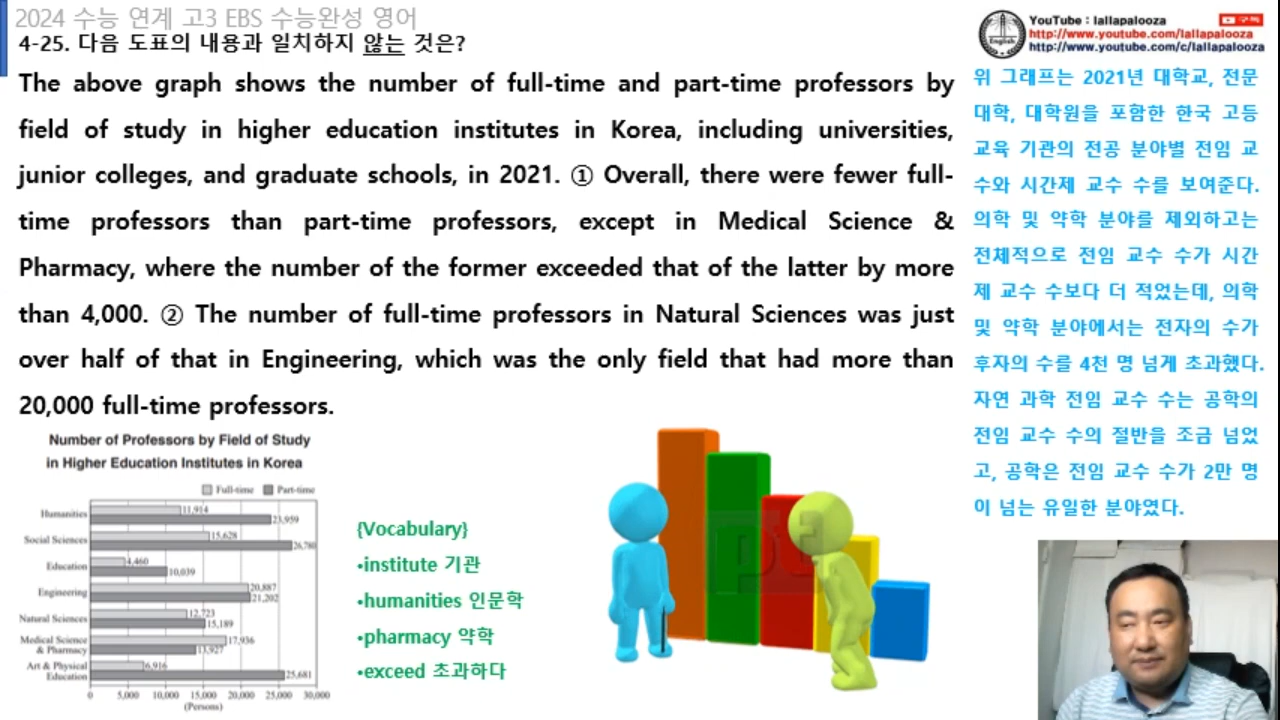 2024 수능 연계 고3 EBS 수능완성 영어
4-25. 다음 도표의 내용과 일치하지 않는 것은?
YouTube : lallapalooza
구독
http://www.youtube.com/lallapalooza
http://www.youtube.com/c/lallapalooza
English
The above graph shows the number of full-time and part-time professors by
field of study in higher education institutes in Korea, including universities,
junior colleges, and graduate schools, in 2021. ① Overall, there were fewer full-
time professors than part-time professors, except in Medical Science &
Pharmacy, where the number of the former exceeded that of the latter by more
than 4,000. ② The number of full-time professors in Natural Sciences was just
over half of that in Engineering, which was the only field that had more than
20,000 full-time professors.
위 그래프는 2021년 대학교, 전문
대학, 대학원을 포함한 한국 고등
교육 기관의 전공 분야별 전임 교
수와 시간제 교수 수를 보여준다.
의학 및 약학 분야를 제외하고는
전체적으로 전임 교수 수가 시간
제 교수 수보다 더 적었는데, 의학
및 약학 분야에서는 전자의 수가
후자의 수를 4천 명 넘게 초과했다.
자연 과학 전임 교수 수는 공학의
전임 교수 수의 절반을 조금 넘었
고, 공학은 전임 교수 수가 2만 명
이 넘는 유일한 분야였다.
Number of Professors by Field of Study
in Higher Education Institutes in Korea
Full-time Part-time
Humanities 11,914
23,959
Social Sciences 15,628
26,780
Education 4,460
10,039
Engineering 20,887
21,202
Natural Sciences 12,723
15,189
Medical Science & Pharmacy 17,936
13,927
Art & Physical Education 6,916
25,681
0 5,000 10,000 15,000 20,000 25,000 30,000
(Persons)
{Vocabulary}
•institute 기관
•humanities 인문학
•pharmacy 약학
•exceed 초과하다